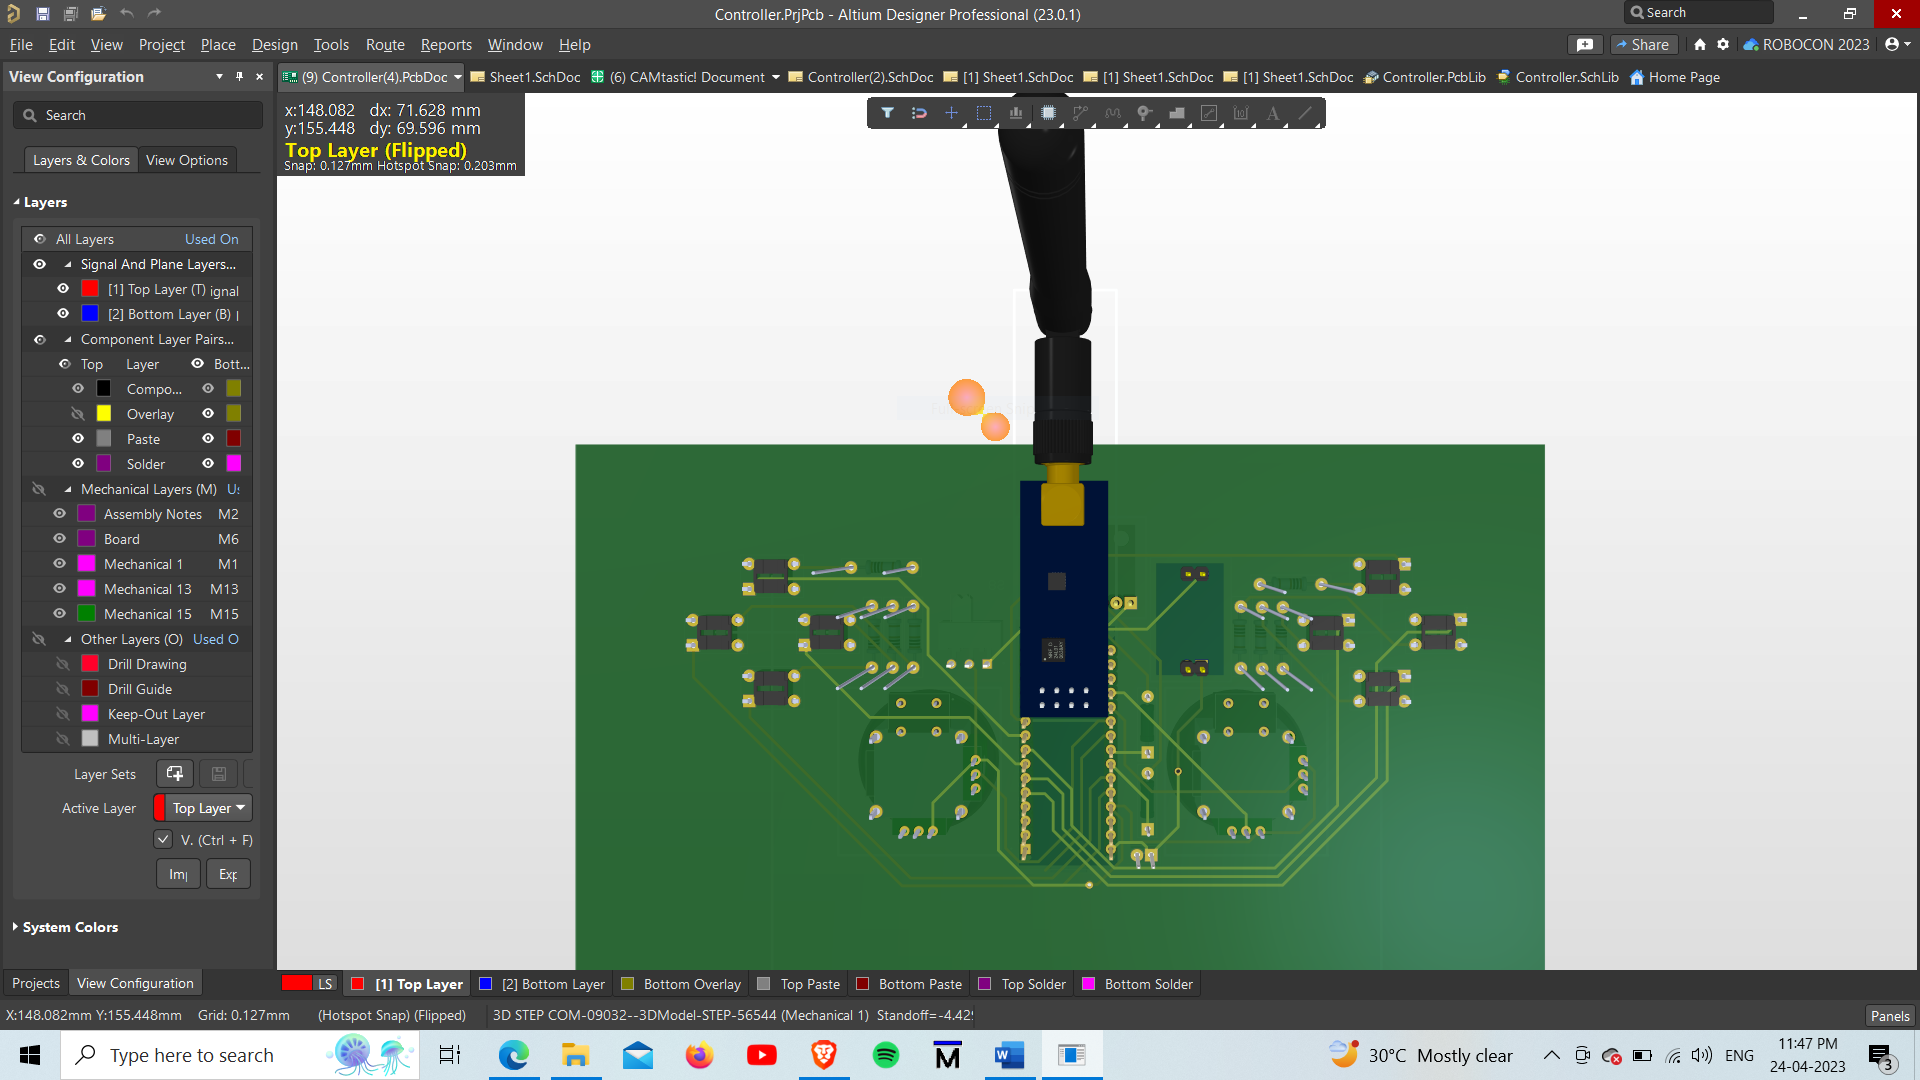 Controller.PrjPcb - Altium Designer Professional (23.0.1)
Search
File Edit View Project Place Design Tools Route Reports Window Help
Share
ROBOCON 2023
View Configuration
(9) Controller(4).PcbDoc
Sheet1.SchDoc
(6) CAMtastic! Document
Controller(2).SchDoc
[1] Sheet1.SchDoc
[1] Sheet1.SchDoc
[1] Sheet1.SchDoc
Controller.PcbLib
Controller.SchLib
Home Page
Search
x:148.082 dx: 71.628 mm
y:155.448 dy: 69.596 mm
Top Layer (Flipped)
Snap: 0.127mm Hotspot Snap: 0.203mm
Layers & Colors
View Options
Layers
All Layers Used On
Signal And Plane Layers...
[1] Top Layer (T) ignal
[2] Bottom Layer (B)
Component Layer Pairs...
Top Layer Bott...
Compo...
Overlay
Paste
Solder
Mechanical Layers (M)
Assembly Notes M2
Board M6
Mechanical 1 M1
Mechanical 13 M13
Mechanical 15 M15
Other Layers (O) Used O
Drill Drawing
Drill Guide
Keep-Out Layer
Multi-Layer
Layer Sets
Active Layer Top Layer
V. (Ctrl + F)
Im Exp
System Colors
Projects
View Configuration
LS
[1] Top Layer
[2] Bottom Layer
Bottom Overlay
Top Paste
Bottom Paste
Top Solder
Bottom Solder
X:148.082mm Y:155.448mm Grid: 0.127mm (Hotspot Snap) (Flipped) 3D STEP COM-09032--3DModel-STEP-56544 (Mechanical 1) Standoff=-4.42
Panels
Type here to search
30°C Mostly clear
ENG
11:47 PM
24-04-2023
3